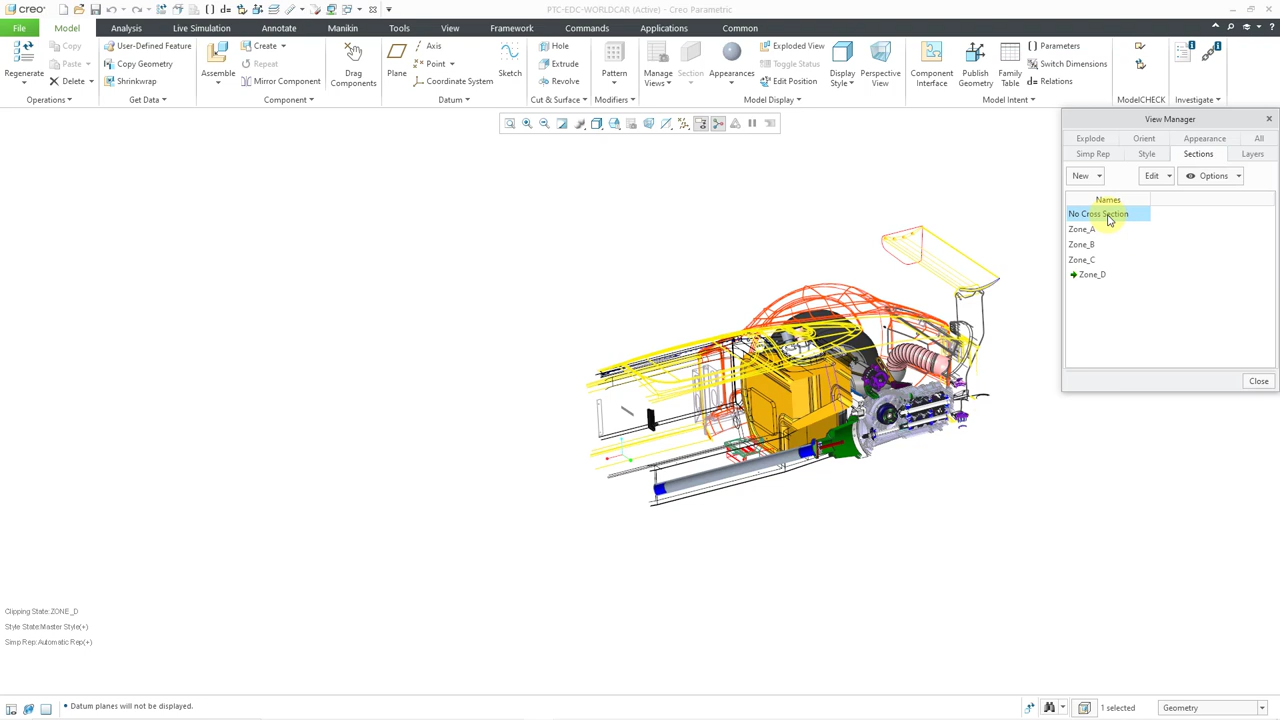 creo
PTC-EDC-WORLDCAR (Active) - Creo Parametric
File Model Analysis Live Simulation Annotate Manikin Tools View Framework Commands Applications Common
Regenerate
Copy
Paste
Delete
Operations
User-Defined Feature
Copy Geometry
Shrinkwrap
Get Data
Assemble
Create
Repeat
Mirror Component
Component
Drag Components
Plane
Axis
Point
Coordinate System
Sketch
Datum
Hole
Extrude
Revolve
Cut & Surface
Pattern
Modifiers
Manage Views
Section
Appearances
Exploded View
Toggle Status
Edit Position
Display Style
Perspective View
Model Display
Component Interface
Publish Geometry
Family Table
Parameters
Switch Dimensions
Relations
Model Intent
ModelCHECK
Investigate
View Manager
Explode Orient Appearance All
Simp Rep Style Sections Layers
New Edit Options
Names
No Cross Section
Zone_A
Zone_B
Zone_C
Zone_D
Close
Clipping State:ZONE_D
Style State:Master Style(+)
Simp Rep:Automatic Rep(+)
• Datum planes will not be displayed.
1 selected
Geometry